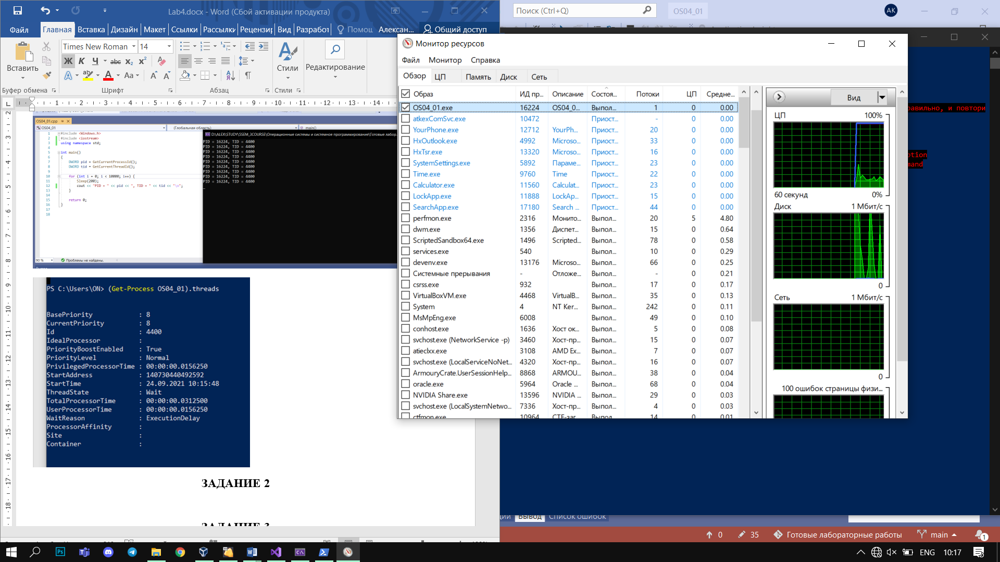 Lab4.docx - Word (Сбой активации продукта)
Файл
Главная
Вставка
Дизайн
Макет
Ссылки
Рассылки
Рецензир
Вид
Разработ
Помощ
Алексан...
Общий доступ
Вставить
Times New Roman
14
Ж К Ч abc x₂ x²
Aa
Стили
Редактирование
Буфер обмена
Шрифт
Абзац
Стили
OS04_01.cpp
OS04_01
(Глобальная область)
main()
1 #include <Windows.h>
2 #include <iostream>
3 using namespace std;
4
5 int main()
6 {
7 DWORD pid = GetCurrentProcessId();
8 DWORD tid = GetCurrentThreadId();
9
10 for (int i = 0; i < 10000; i++) {
11 Sleep(200);
12 cout << "PID = " << pid << ", TID = " << tid << "\n";
13 }
14
15 return 0;
16 }
17
18
90 %
Проблемы не найдены.
D:\ALEX\STUDY\5SEM_3COURSE\Операционные системы и системное программирование\Готовые лабор...
PID = 16224, TID = 4400
PID = 16224, TID = 4400
PID = 16224, TID = 4400
PID = 16224, TID = 4400
PID = 16224, TID = 4400
PID = 16224, TID = 4400
PID = 16224, TID = 4400
PID = 16224, TID = 4400
PID = 16224, TID = 4400
PS C:\Users\ON> (Get-Process OS04_01).threads
BasePriority : 8
CurrentPriority : 8
Id : 4400
IdealProcessor :
PriorityBoostEnabled : True
PriorityLevel : Normal
PrivilegedProcessorTime : 00:00:00.0156250
StartAddress : 140730440492592
StartTime : 24.09.2021 10:15:48
ThreadState : Wait
TotalProcessorTime : 00:00:00.0312500
UserProcessorTime : 00:00:00.0156250
WaitReason : ExecutionDelay
ProcessorAffinity :
Site :
Container :
ЗАДАНИЕ 2
ЗАДАНИЕ 3
Поиск (Ctrl+Q)
OS04_01
AK
Монитор ресурсов
Файл Монитор Справка
Обзор ЦП Память Диск Сеть
Образ ИД пр... Описание Состоя... Потоки ЦП Средне...
OS04_01.exe 16224 OS04_0... Выпол... 1 0 0.00
atkexComSvc.exe 10472 Приост... - 0 0.00
YourPhone.exe 12712 YourPh... Приост... 20 0 0.00
HxOutlook.exe 4992 Microso... Приост... 33 0 0.00
HxTsr.exe 13320 Microso... Приост... 16 0 0.00
SystemSettings.exe 5892 Параме... Приост... 23 0 0.00
Time.exe 9760 Time Приост... 22 0 0.00
Calculator.exe 11560 Calculat... Приост... 23 0 0.00
LockApp.exe 11888 LockAp... Приост... 15 0 0.00
SearchApp.exe 17180 Search ... Приост... 44 0 0.00
perfmon.exe 2316 Монито... Выпол... 20 5 4.80
dwm.exe 1356 Диспет... Выпол... 15 0 0.64
ScriptedSandbox64.exe 1496 Scripted... Выпол... 78 0 0.58
services.exe 540 Выпол... 10 0 0.29
devenv.exe 13176 Microso... Выпол... 66 0 0.25
Системные прерывания - Отложе... Выпол... - 0 0.21
csrss.exe 932 Выпол... 17 0 0.17
VirtualBoxVM.exe 4468 VirtualB... Выпол... 35 0 0.13
System 4 NT Ker... Выпол... 242 0 0.11
MsMpEng.exe 6008 Выпол... 49 0 0.10
conhost.exe 1636 Хост ок... Выпол... 5 0 0.08
svchost.exe (NetworkService -p) 3460 Хост-пр... Выпол... 15 0 0.07
atieclxx.exe 3108 AMD Ex... Выпол... 7 0 0.07
svchost.exe (LocalServiceNoNet... 4320 Хост-пр... Выпол... 16 0 0.07
ArmouryCrate.UserSessionHelp... 8868 ARMOU... Выпол... 38 0 0.04
oracle.exe 5964 Oracle ... Выпол... 68 0 0.04
NVIDIA Share.exe 13596 NVIDIA ... Выпол... 29 0 0.03
svchost.exe (LocalSystemNetwo... 7336 Хост-пр... Выпол... 4 0 0.03
ctfmon.exe 10964 CTF-заг... Выпол... 14 0 0.01
Вид
ЦП 100%
60 секунд 0%
Диск 1 Мбит/с
0
Сеть 1 Мбит/с
0
100 ошибок страницы физи...
равильно, и повтори
otion
mand
Вывод
Список ошибок
0
35
Готовые лабораторные работы
main
1
ENG
10:17